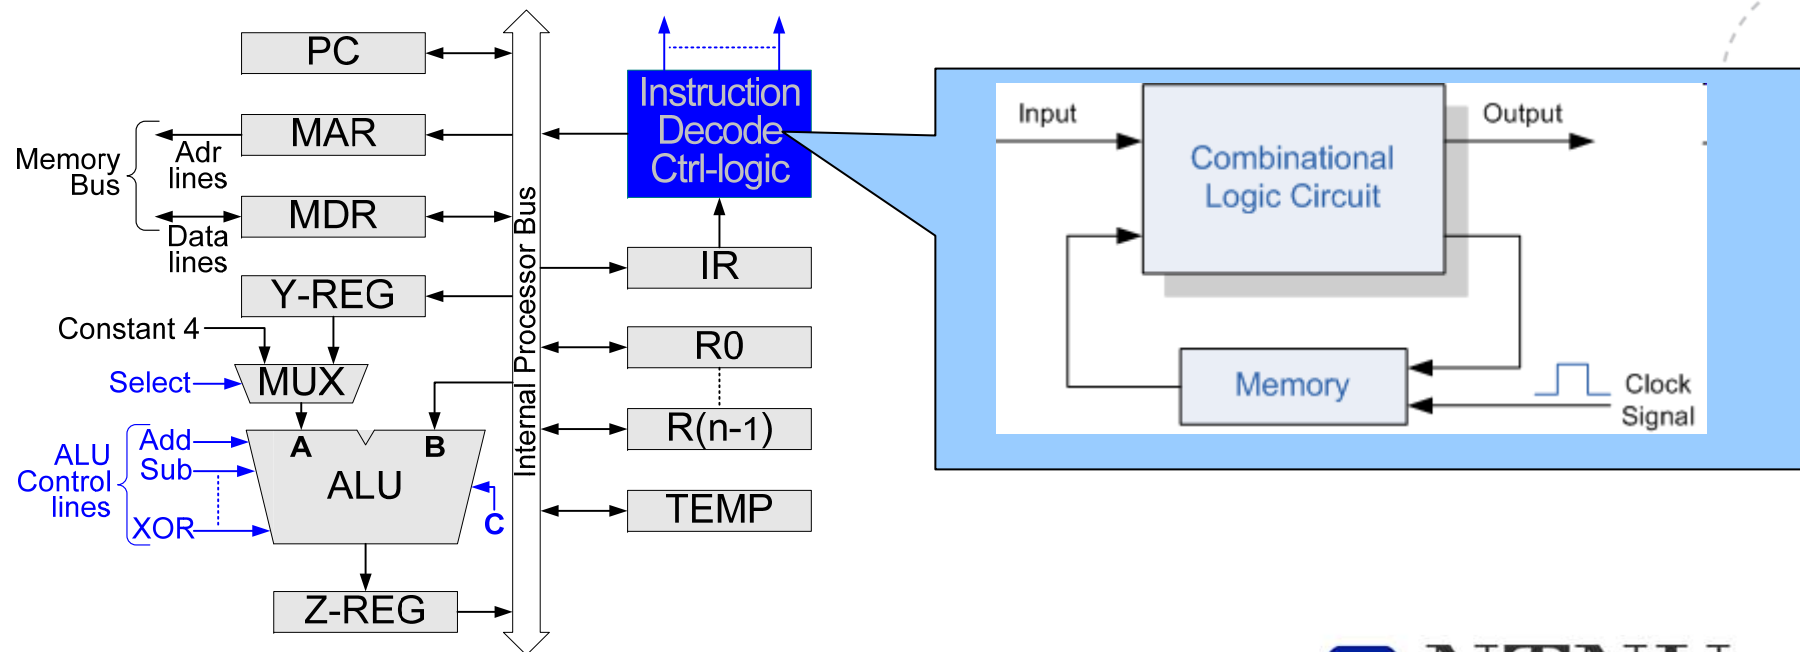 PC
MAR
MDR
Y-REG
Memory
Bus
Adr
lines
Data
lines
Constant 4
Select
MUX
ALU
Control
lines
Add
Sub
XOR
A
B
ALU
C
Z-REG
Internal Processor Bus
Instruction
Decode
Ctrl-logic
IR
R0
R(n-1)
TEMP
Input
Output
Combinational
Logic Circuit
Memory
Clock
Signal